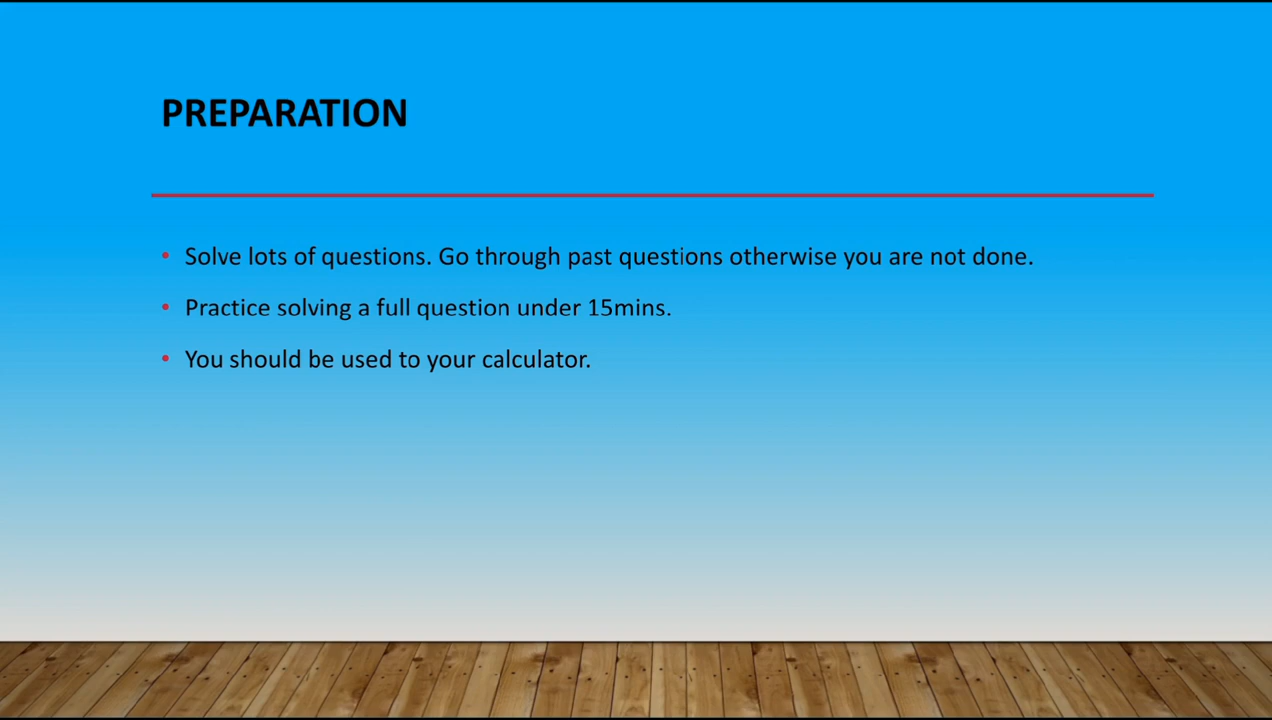 PREPARATION
• Solve lots of questions. Go through past questions otherwise you are not done.
• Practice solving a full question under 15mins.
• You should be used to your calculator.